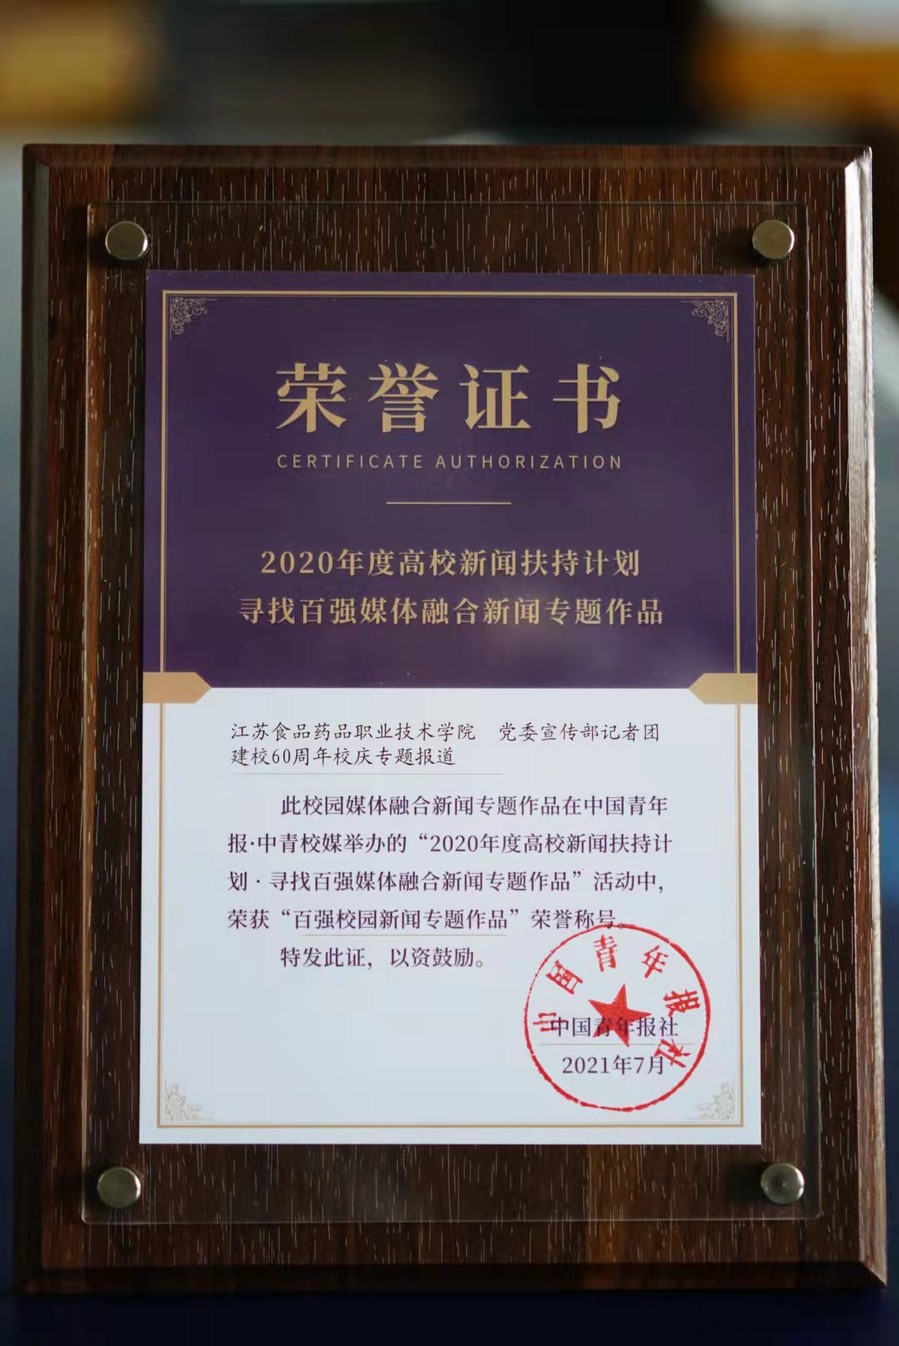 荣誉证书
CERTIFICATE AUTHORIZATION
2020年度高校新闻扶持计划
寻找百强媒体融合新闻专题作品
江苏食品药品职业技术学院 党委宣传部记者团
建校60周年校庆专题报道
此校园媒体融合新闻专题作品在中国青年
报·中青校媒举办的“2020年度高校新闻扶持计
划·寻找百强媒体融合新闻专题作品”活动中，
荣获“百强校园新闻专题作品”荣誉称号。
特发此证，以资鼓励。
中国青年报社
中国青年报社
2021年7月